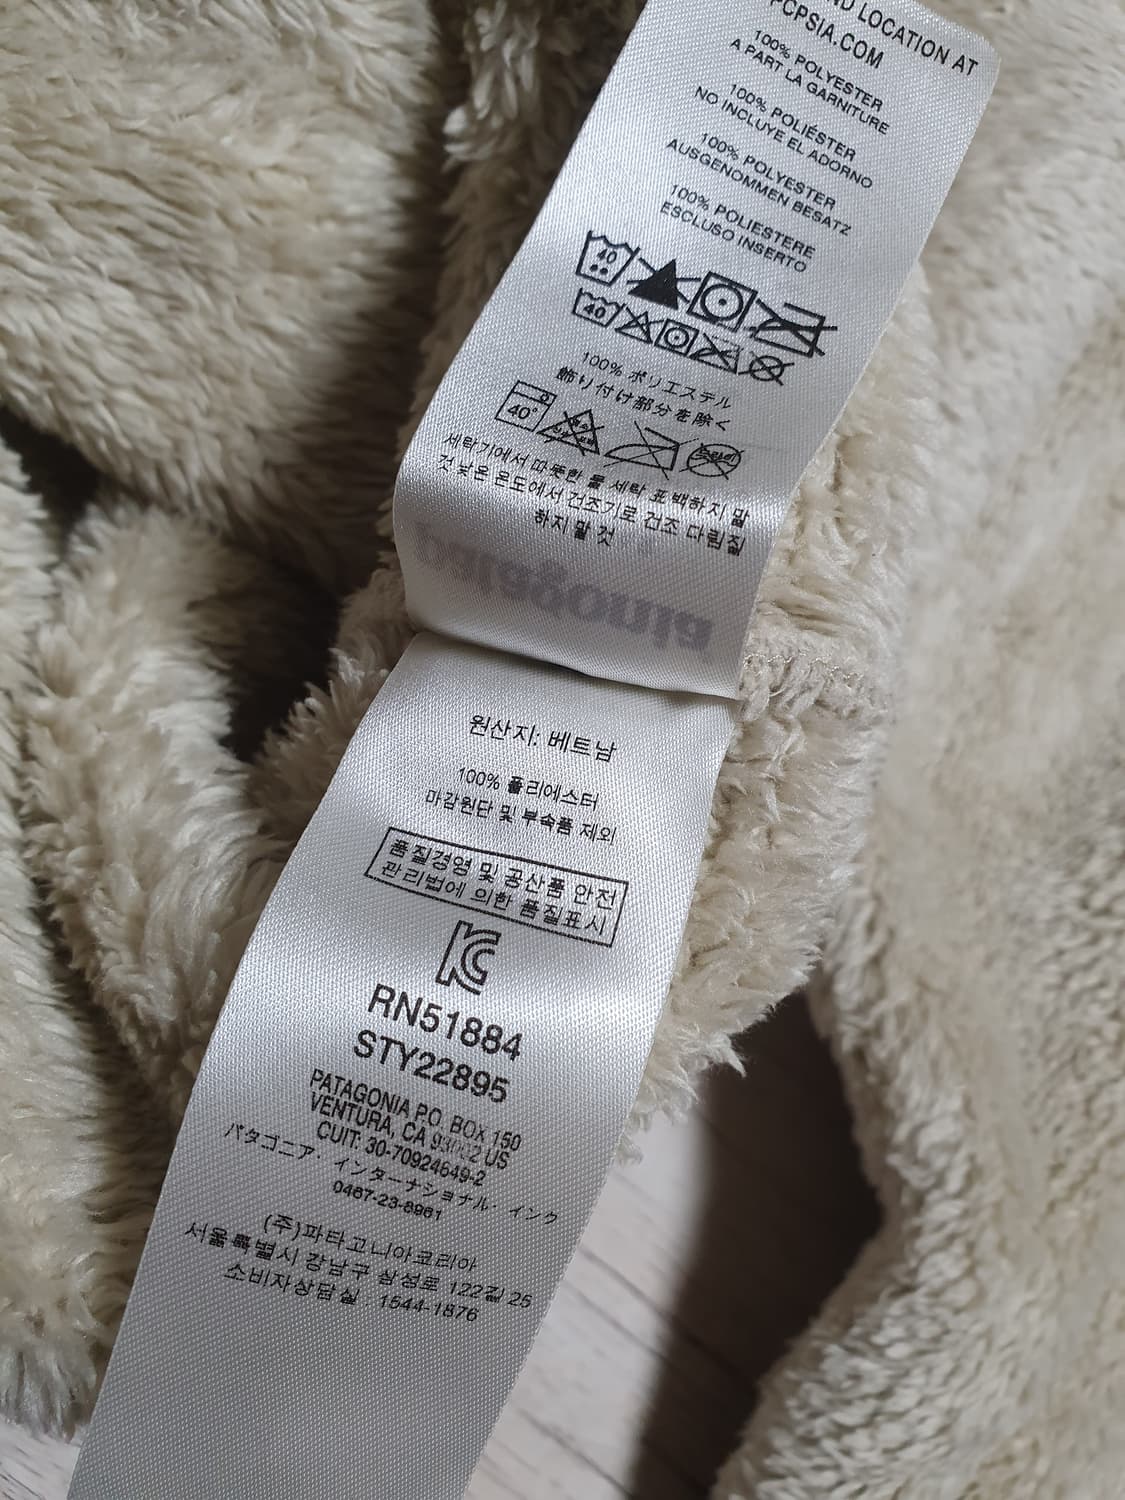 ND LOCATION AT
PCPSIA.COM
100% POLYESTER
A PART LA GARNITURE
100% POLIÉSTER
NO INCLUYE EL ADORNO
100% POLYESTER
AUSGENOMMEN BESATZ
100% POLIESTERE
ESCLUSO INSERTO
40
40
100% ポリエステル
飾り付け部分を除く
40°
세탁기에서 따뜻한 물 세탁 표백하지 말
것 낮은 온도에서 건조기로 건조 다림질
하지 말 것
patagonia
원산지: 베트남
100% 폴리에스터
마감원단 및 부속품 제외
품질경영 및 공산품 안전
관리법에 의한 품질표시
KC
RN51884
STY22895
PATAGONIA P.O. BOX 150
VENTURA, CA 93002 US
CUIT: 30-70924649-2
パタゴニア・インターナショナル・インク
0467-23-8961
(주)파타고니아코리아
서울특별시 강남구 삼성로 122길 25
소비자상담실 : 1544-1876